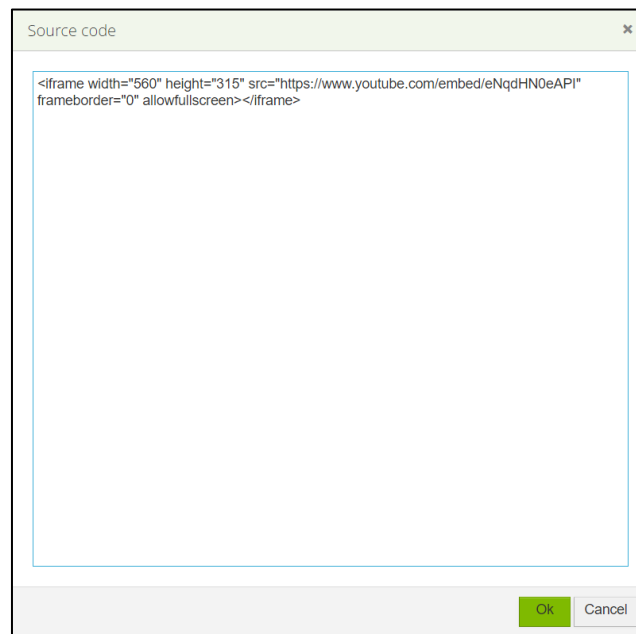 Source code ×
<iframe width="560" height="315" src="https://www.youtube.com/embed/eNqdHN0eAPI"
frameborder="0" allowfullscreen></iframe>
Ok Cancel